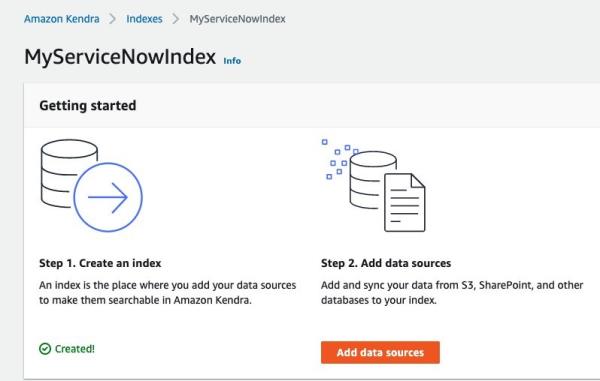 Amazon Kendra > Indexes > MyServiceNowIndex
MyServiceNowIndex Info
Getting started
Step 1. Create an index
An index is the place where you add your data sources
to make them searchable in Amazon Kendra.
Created!
Step 2. Add data sources
Add and sync your data from S3, SharePoint, and other
databases to your index.
Add data sources